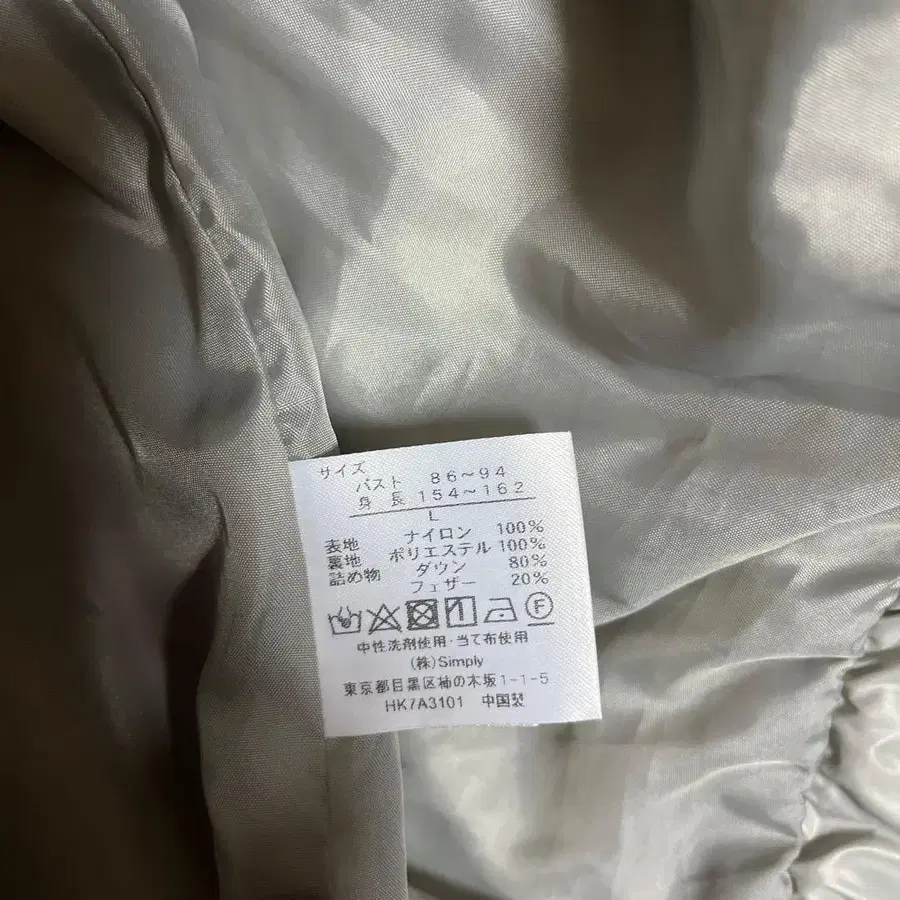 サイズ
バスト 86～94
身長 154～162
L
表地 ナイロン 100%
裏地 ポリエステル 100%
詰め物 ダウン 80%
フェザー 20%
F
中性洗剤使用・当て布使用
(株)Simply
東京都目黒区柿の木坂1-1-5
HK7A3101 中国製